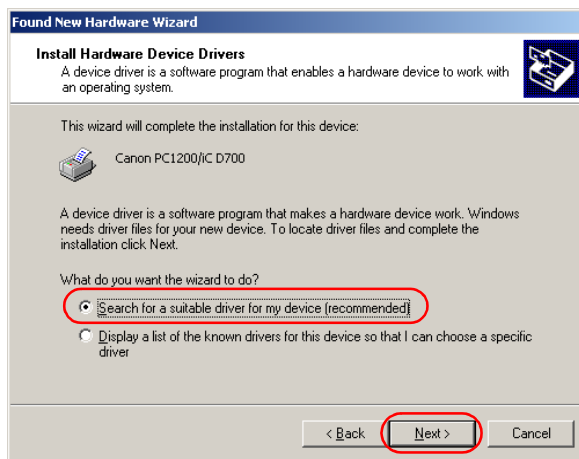 Found New Hardware Wizard
Install Hardware Device Drivers
A device driver is a software program that enables a hardware device to work with
an operating system.
This wizard will complete the installation for this device:
Canon PC1200/iC D700
A device driver is a software program that makes a hardware device work. Windows
needs driver files for your new device. To locate driver files and complete the
installation click Next.
What do you want the wizard to do?
Search for a suitable driver for my device (recommended)
Display a list of the known drivers for this device so that I can choose a specific
driver
< Back Next > Cancel